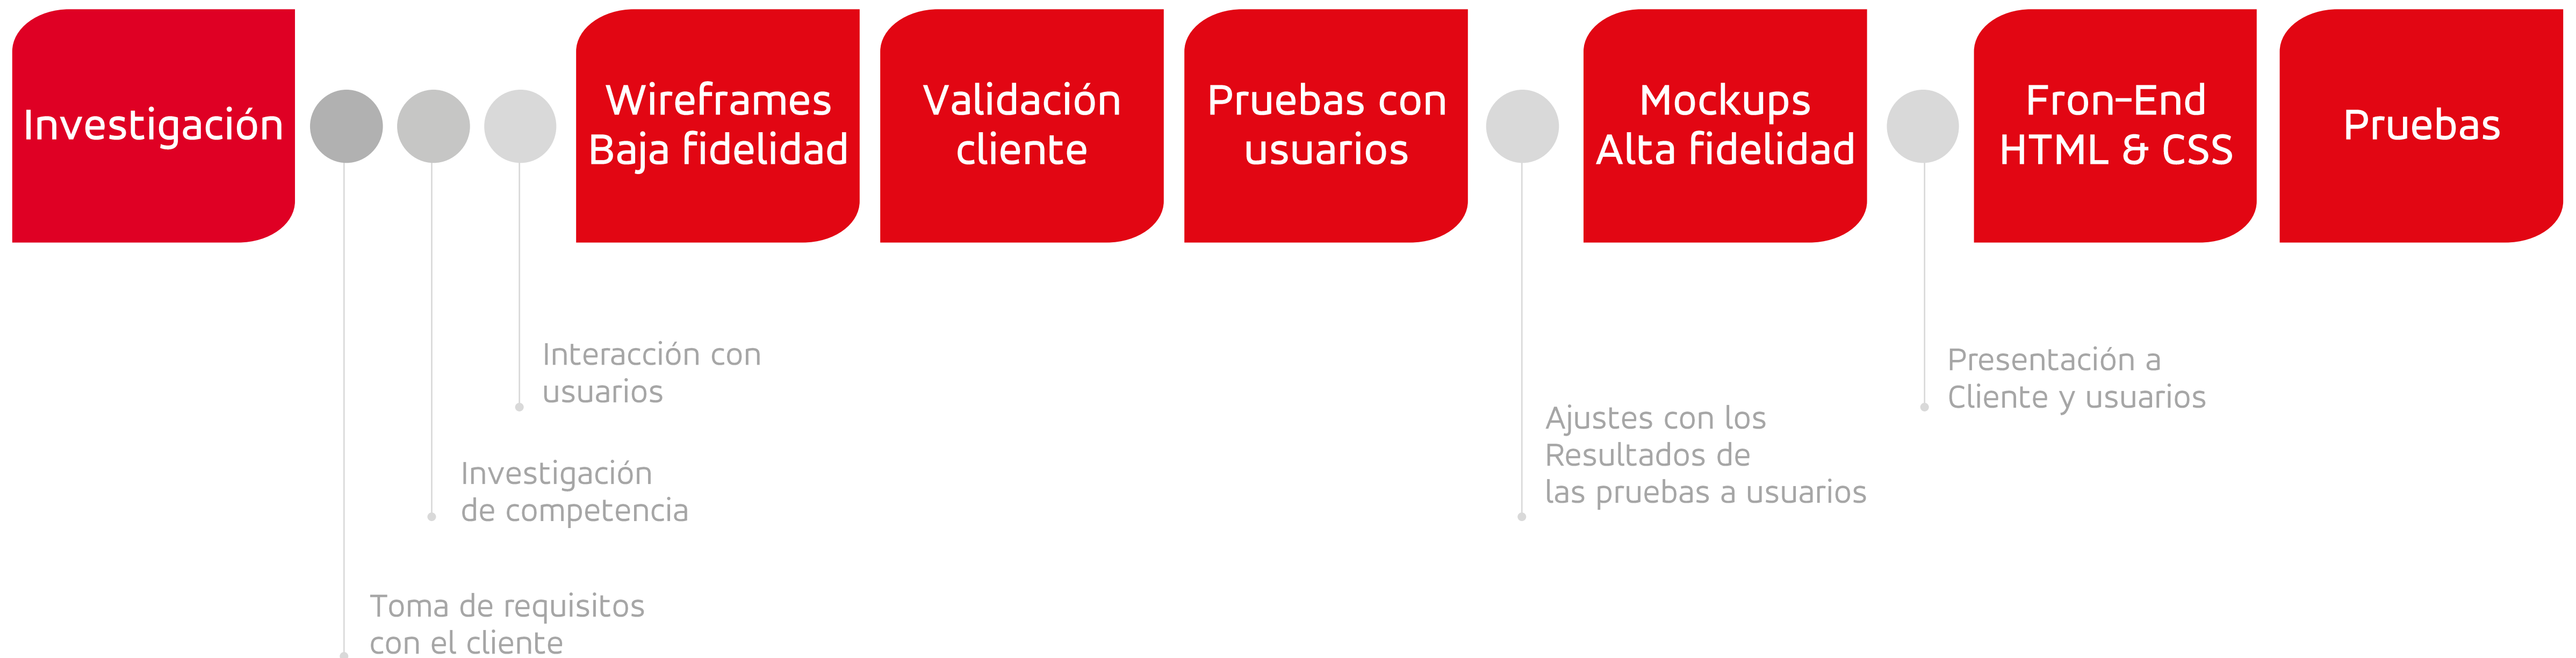 Investigación
Wireframes
Baja fidelidad
Validación
cliente
Pruebas con
usuarios
Mockups
Alta fidelidad
Fron-End
HTML & CSS
Pruebas
Interacción con
usuarios
Investigación
de competencia
Toma de requisitos
con el cliente
Ajustes con los
Resultados de
las pruebas a usuarios
Presentación a
Cliente y usuarios